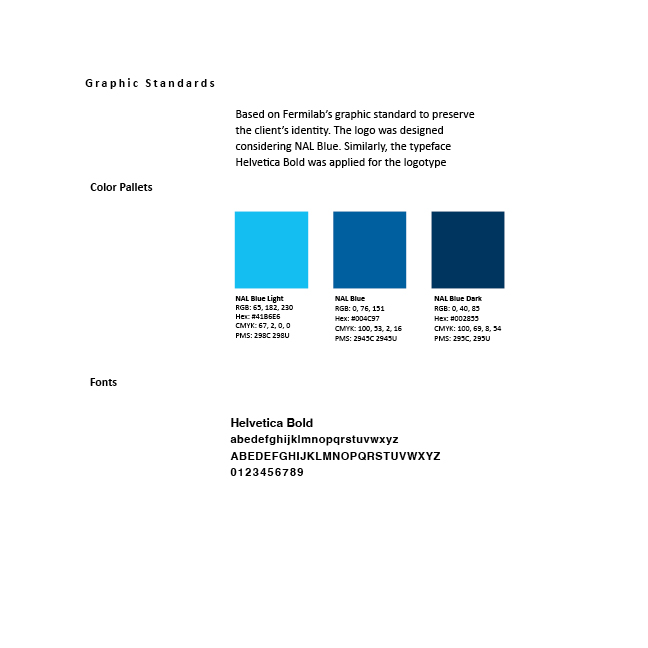 Graphic Standards
Based on Fermilab's graphic standard to preserve
the client's identity. The logo was designed
considering NAL Blue. Similarly, the typeface
Helvetica Bold was applied for the logotype
Color Pallets
NAL Blue Light
RGB: 65, 182, 230
Hex: #41B6E6
CMYK: 67, 2, 0, 0
PMS: 298C 298U
NAL Blue
RGB: 0, 76, 151
Hex: #004C97
CMYK: 100, 53, 2, 16
PMS: 2945C 2945U
NAL Blue Dark
RGB: 0, 40, 85
Hex: #002855
CMYK: 100, 69, 8, 54
PMS: 295C, 295U
Fonts
Helvetica Bold
abedefghijklmnopqrstuvwxyz
ABEDEFGHIJKLMNOPQRSTUVWXYZ
0123456789